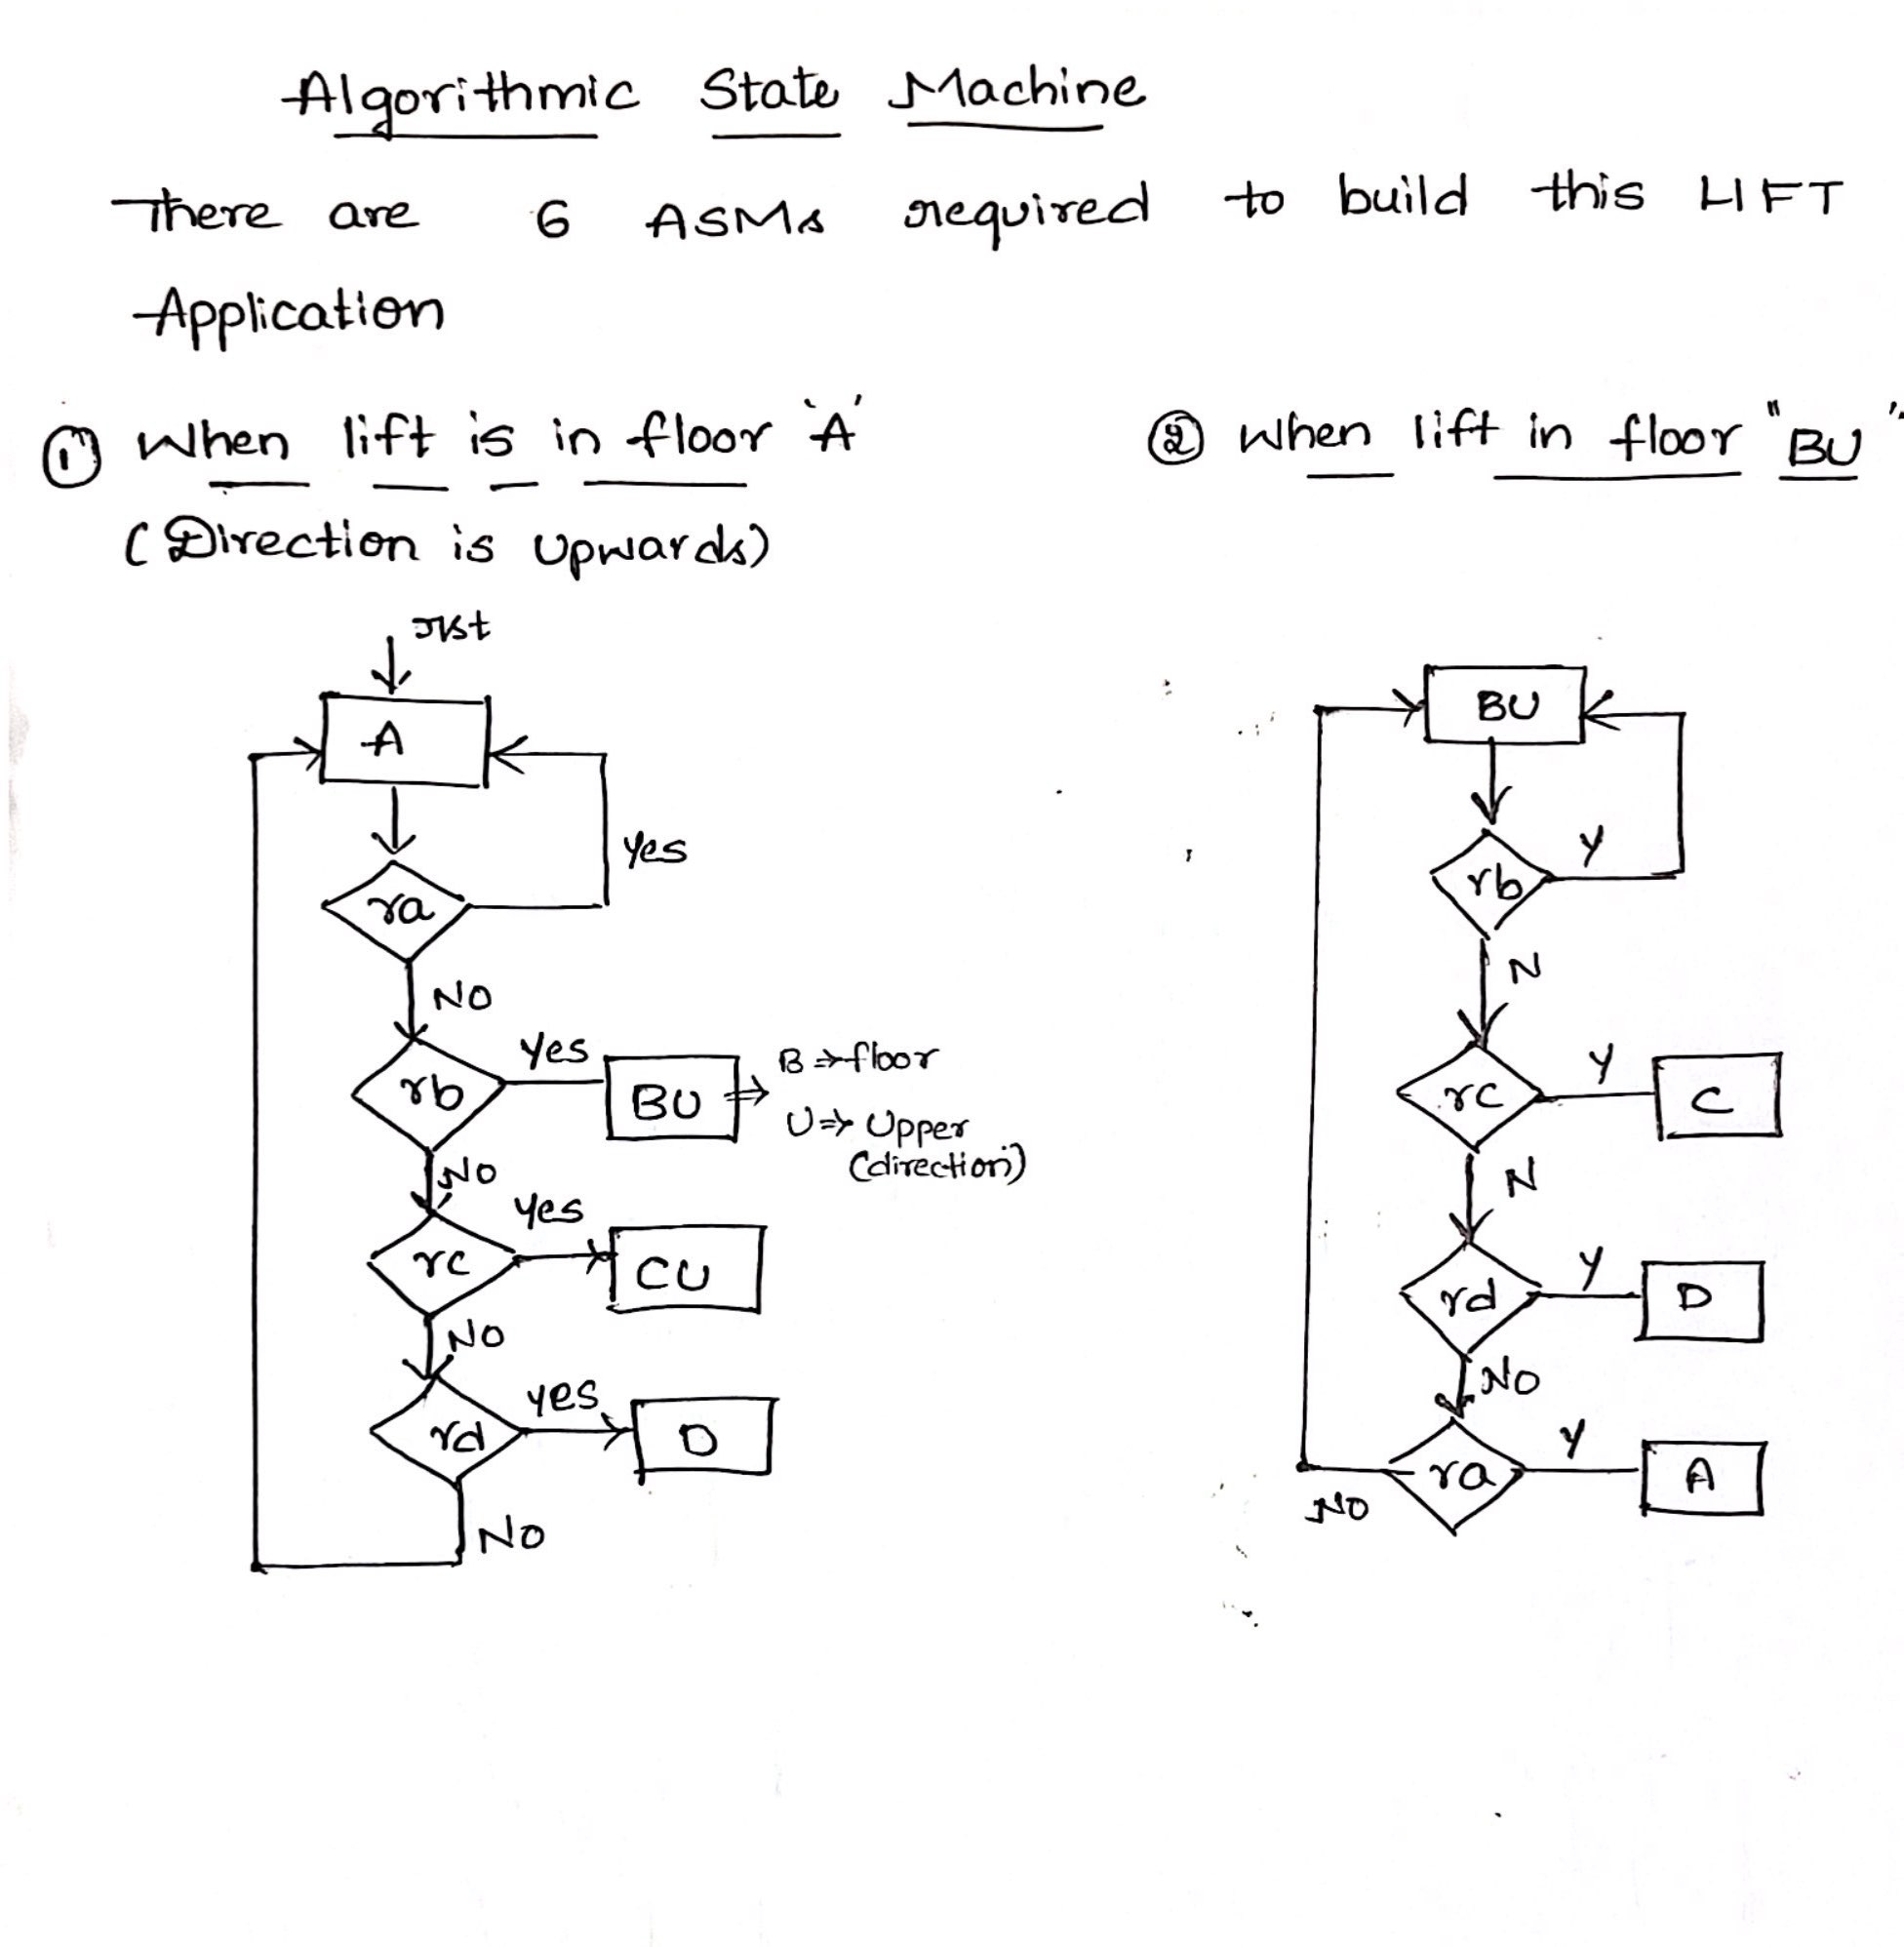 Algorithmic State Machine
There are 6 ASMs required to build this LIFT
Application
① When lift is in floor 'A'
(Direction is Upwards)
rst
A
ra
Yes
NO
rb
Yes
BU
B ⇒ floor
U ⇒ Upper
(direction)
NO
rc
Yes
CU
NO
rd
yes
D
NO
② When lift in floor "BU"
BU
rb
Y
N
rc
Y
C
N
rd
Y
D
NO
ra
Y
A
NO